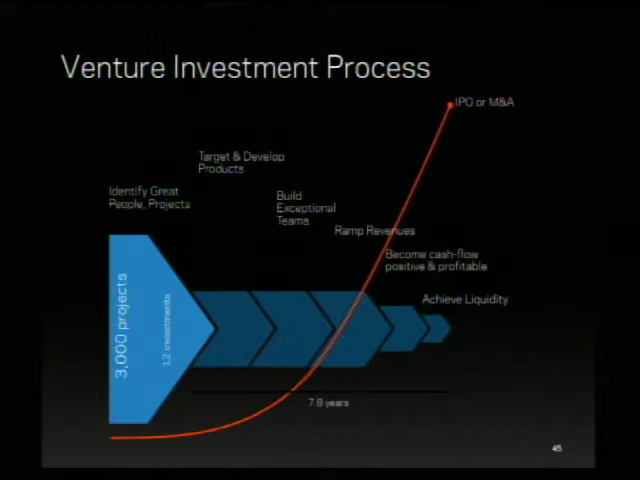 Venture Investment Process
IPO or M&A
Target & Develop
Products
Identify Great
People, Projects
Build
Exceptional
Teams
Ramp Revenues
Become cash-flow
positive & profitable
Achieve Liquidity
3,000 projects
12 investments
7.8 years
45